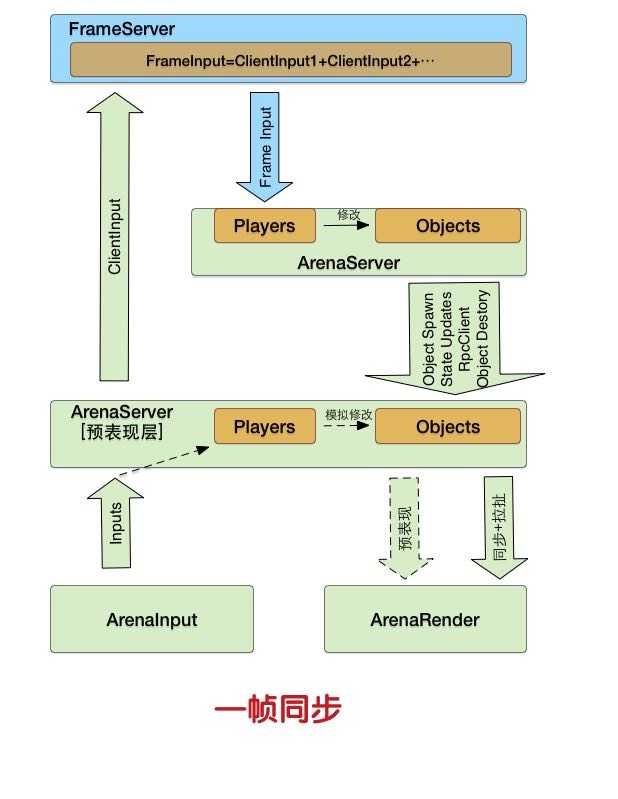 FrameServer
FrameInput=ClientInput1+ClientInput2+…
ClientInput
Frame Input
Players
修改
Objects
ArenaServer
Object Spawn
State Updates
RpcClient
Object Destory
ArenaServer
[预表现层]
Players
模拟修改
Objects
Inputs
预表现
同步+拉扯
ArenaInput
ArenaRender
一帧同步